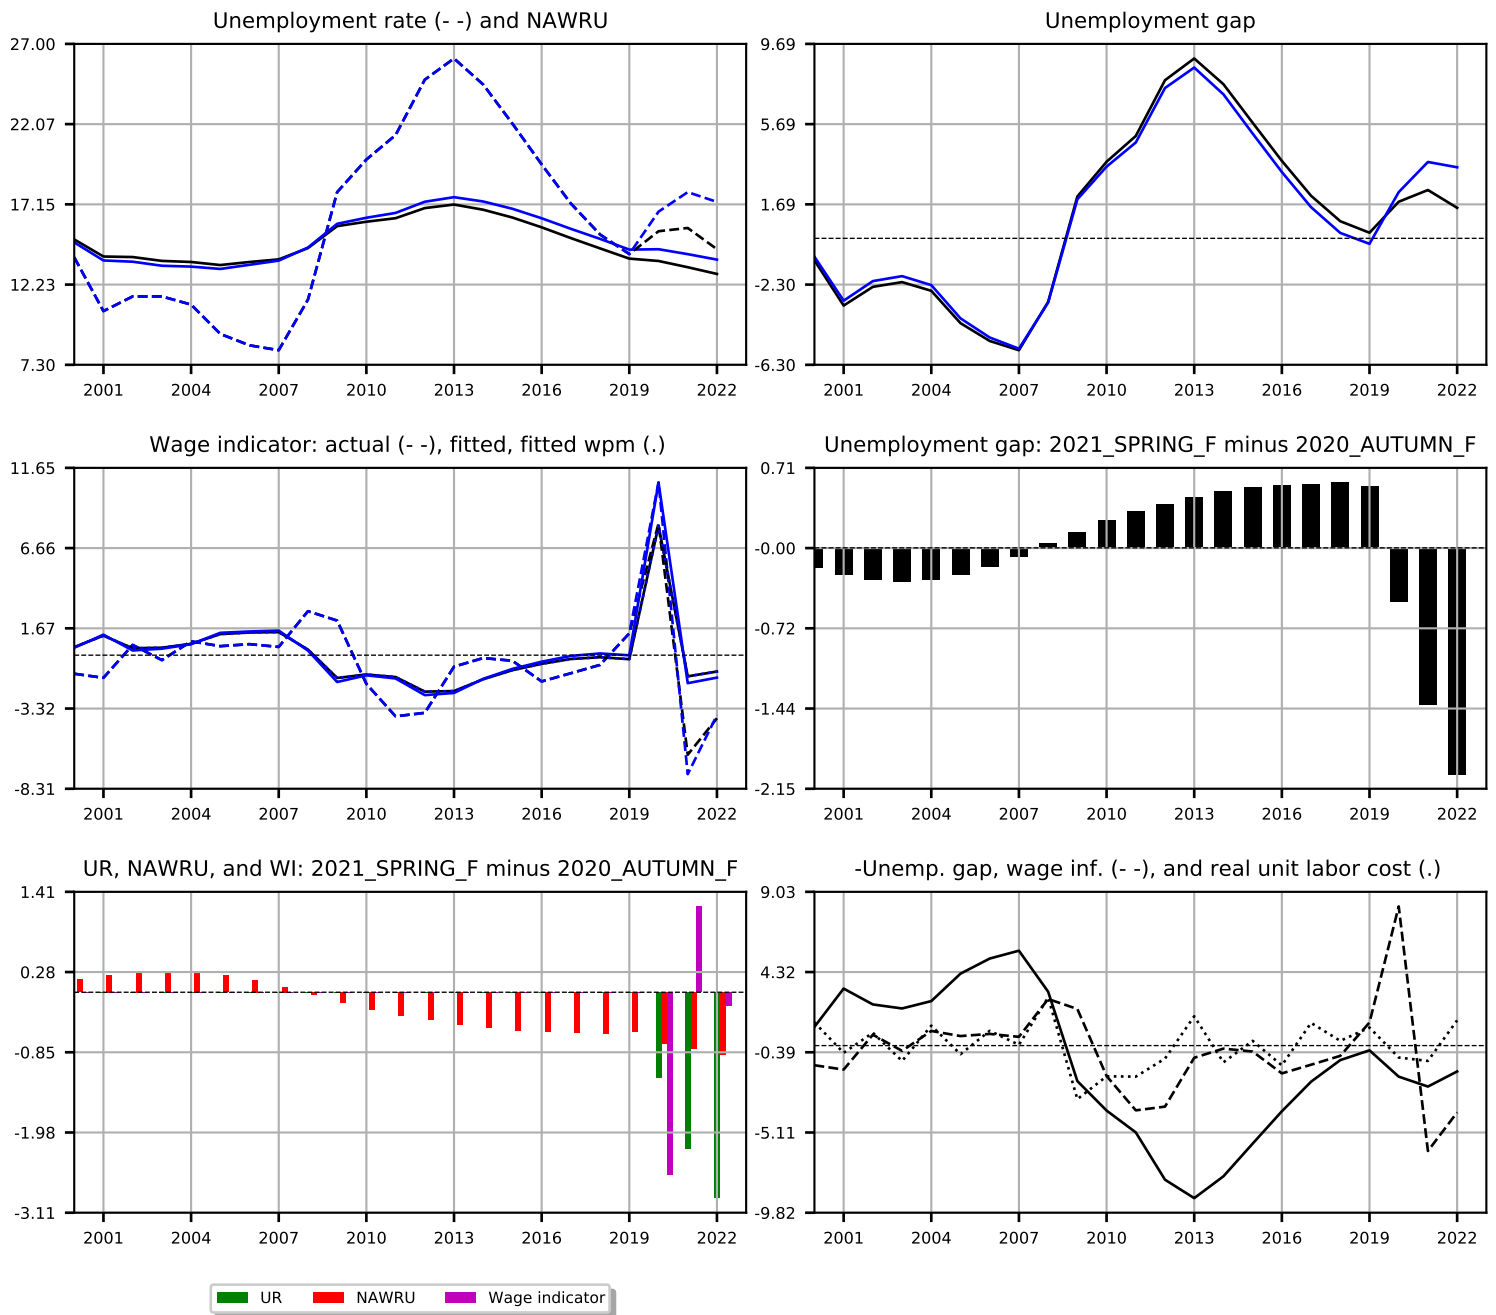 Unemployment rate (- -) and NAWRU
27.00
22.07
17.15
12.23
7.30
2001 2004 2007 2010 2013 2016 2019 2022
Unemployment gap
9.69
5.69
1.69
-2.30
-6.30
2001 2004 2007 2010 2013 2016 2019 2022
Wage indicator: actual (- -), fitted, fitted wpm (.)
11.65
6.66
1.67
-3.32
-8.31
2001 2004 2007 2010 2013 2016 2019 2022
Unemployment gap: 2021_SPRING_F minus 2020_AUTUMN_F
0.71
-0.00
-0.72
-1.44
-2.15
2001 2004 2007 2010 2013 2016 2019 2022
UR, NAWRU, and WI: 2021_SPRING_F minus 2020_AUTUMN_F
1.41
0.28
-0.85
-1.98
-3.11
2001 2004 2007 2010 2013 2016 2019 2022
-Unemp. gap, wage inf. (- -), and real unit labor cost (.)
9.03
4.32
-0.39
-5.11
-9.82
2001 2004 2007 2010 2013 2016 2019 2022
UR NAWRU Wage indicator